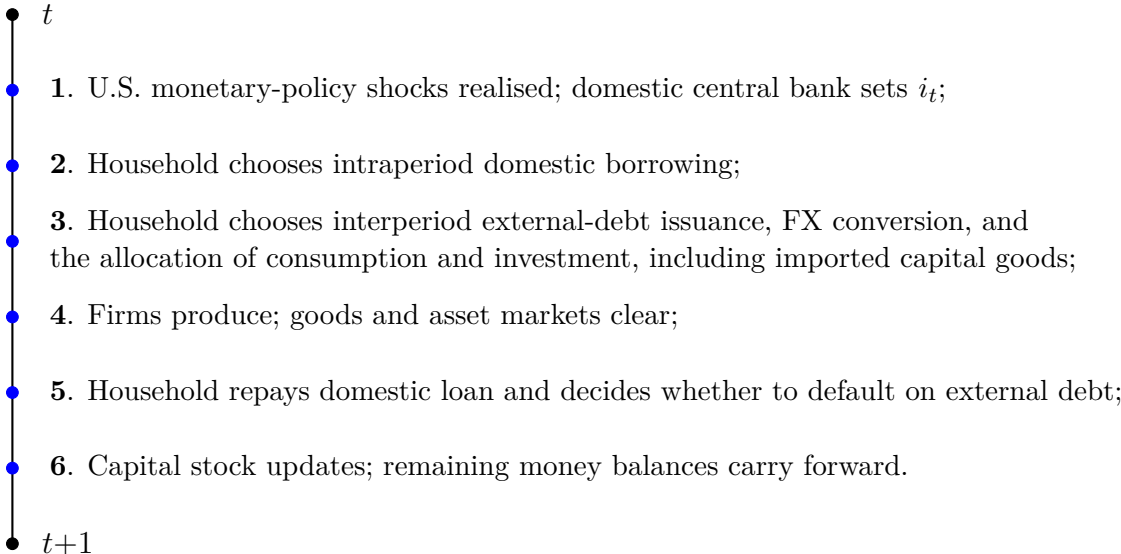 t
1. U.S. monetary-policy shocks realised; domestic central bank sets i_t;
2. Household chooses intraperiod domestic borrowing;
3. Household chooses interperiod external-debt issuance, FX conversion, and
the allocation of consumption and investment, including imported capital goods;
4. Firms produce; goods and asset markets clear;
5. Household repays domestic loan and decides whether to default on external debt;
6. Capital stock updates; remaining money balances carry forward.
t+1